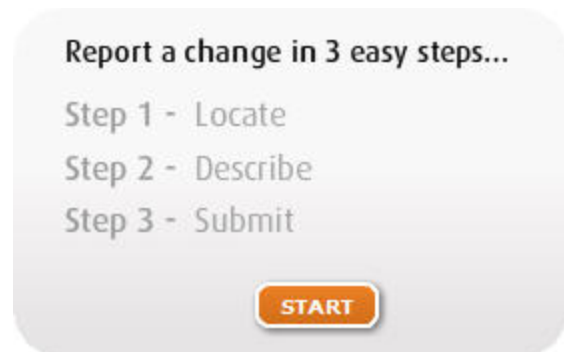 Report a change in 3 easy steps...
Step 1 - Locate
Step 2 - Describe
Step 3 - Submit
START